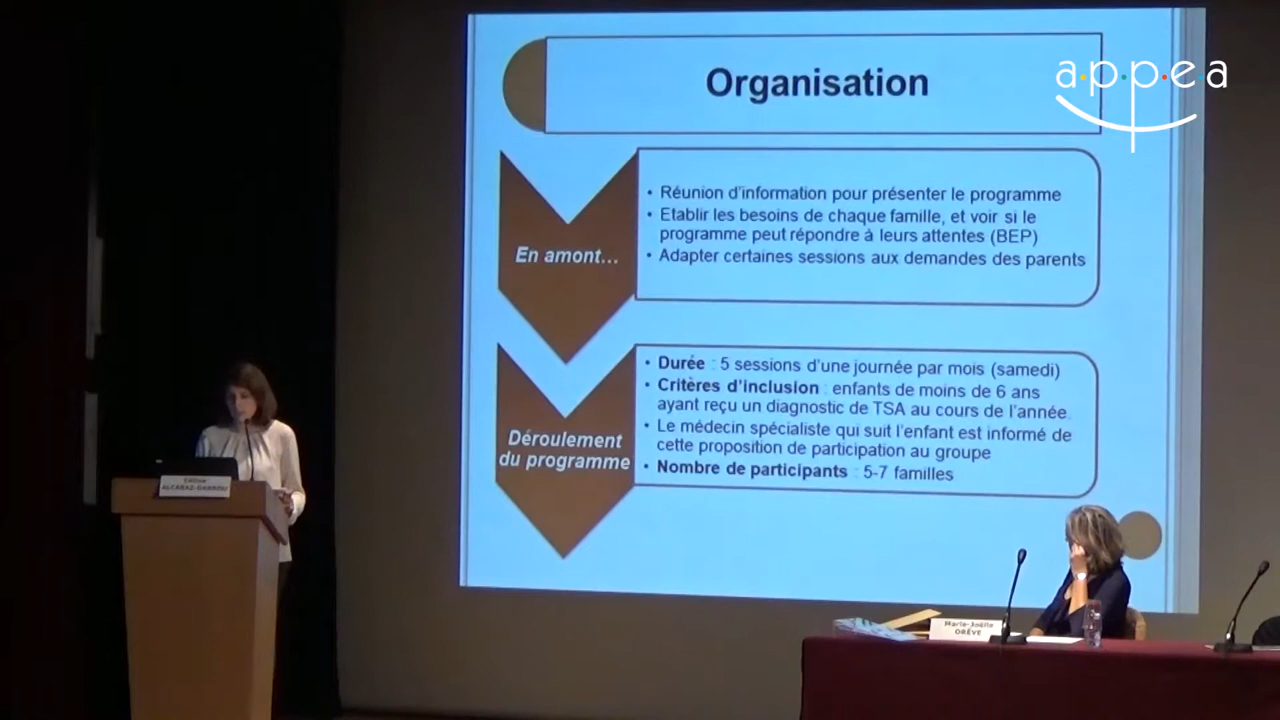 Organisation
appea
En amont...
• Réunion d'information pour présenter le programme
• Etablir les besoins de chaque famille, et voir si le
programme peut répondre à leurs attentes (BEP)
• Adapter certaines sessions aux demandes des parents
Déroulement
du programme
• Durée : 5 sessions d'une journée par mois (samedi)
• Critères d'inclusion : enfants de moins de 6 ans
ayant reçu un diagnostic de TSA au cours de l'année.
• Le médecin spécialiste qui suit l'enfant est informé de
cette proposition de participation au groupe
• Nombre de participants : 5-7 familles
Marie-Joëlle
ORÊVE